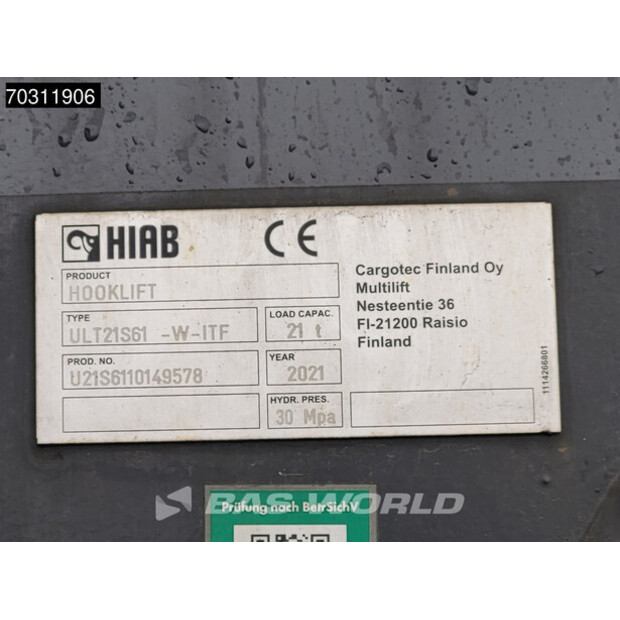 70311906
HIAB CE
PRODUCT
HOOKLIFT
TYPE
ULT21S61 -W-ITF
LOAD CAPAC.
21 t
PROD. NO.
U21S6110149578
YEAR
2021
HYDR. PRES.
30 Mpa
Cargotec Finland Oy
Multilift
Nesteentie 36
FI-21200 Raisio
Finland
1114266801
BAS WORLD
Prüfung nach BetrSichV